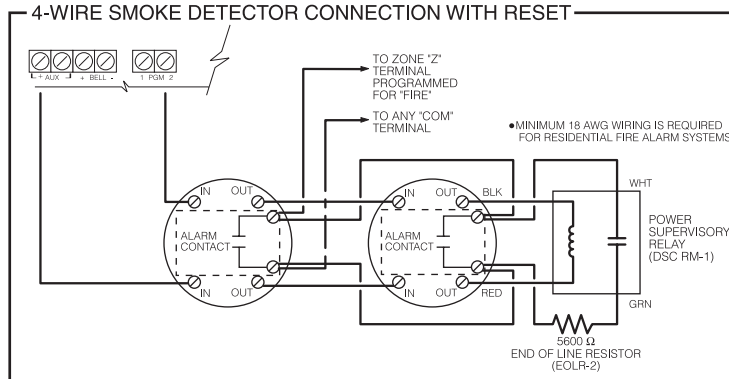 4-WIRE SMOKE DETECTOR CONNECTION WITH RESET
+ AUX - + BELL - 1 PGM 2
TO ZONE "Z"
TERMINAL
PROGRAMMED
FOR "FIRE"
TO ANY "COM"
TERMINAL
●MINIMUM 18 AWG WIRING IS REQUIRED
FOR RESIDENTIAL FIRE ALARM SYSTEMS
IN OUT
ALARM
CONTACT
IN OUT
IN OUT
ALARM
CONTACT
IN OUT
BLK
RED
WHT
POWER
SUPERVISORY
RELAY
(DSC RM-1)
GRN
5600 Ω
END OF LINE RESISTOR
(EOLR-2)